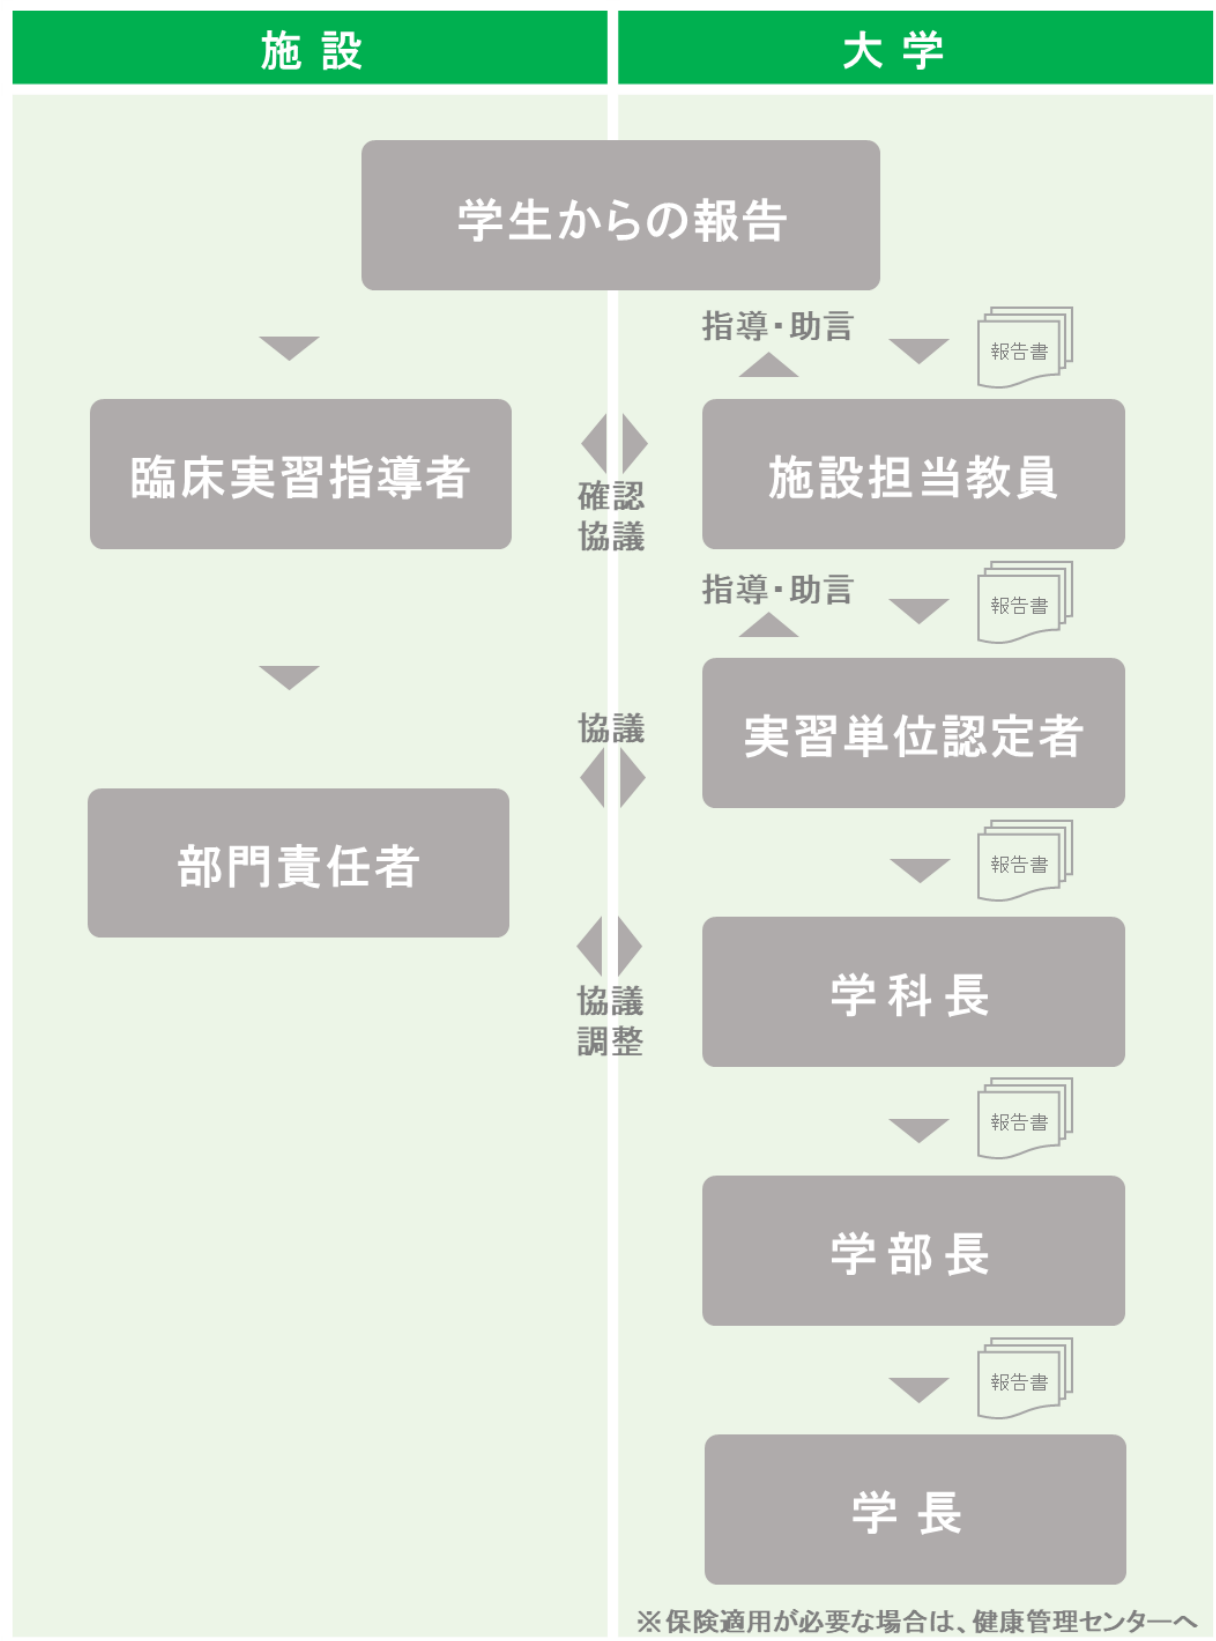 施 設
大 学
学生からの報告
指導・助言
報告書
臨床実習指導者
確認
協議
施設担当教員
指導・助言
報告書
協議
実習単位認定者
報告書
部門責任者
協議
調整
学 科 長
報告書
学 部 長
報告書
学 長
※保険適用が必要な場合は、健康管理センターへ